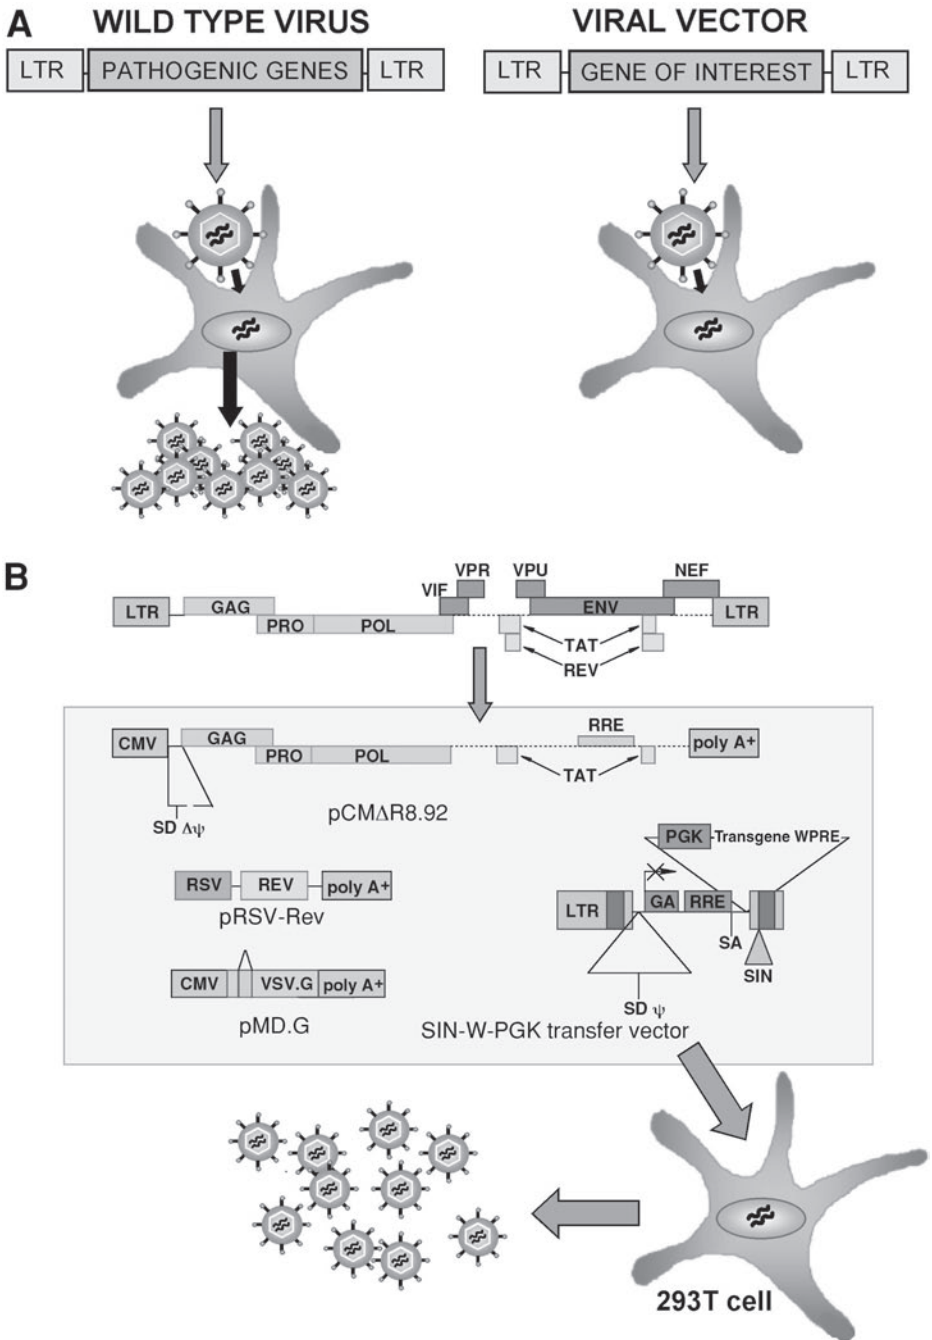 A
WILD TYPE VIRUS
VIRAL VECTOR
LTR PATHOGENIC GENES LTR
LTR GENE OF INTEREST LTR
B
VPR VPU NEF
VIF
LTR GAG ENV LTR
PRO POL
TAT
REV
RRE
CMV GAG poly A+
PRO POL
TAT
SD Δψ
pCMΔR8.92
PGK Transgene WPRE
RSV REV poly A+
pRSV-Rev
LTR GA RRE
SA
SIN
CMV VSV.G poly A+
pMD.G
SD ψ
SIN-W-PGK transfer vector
293T cell